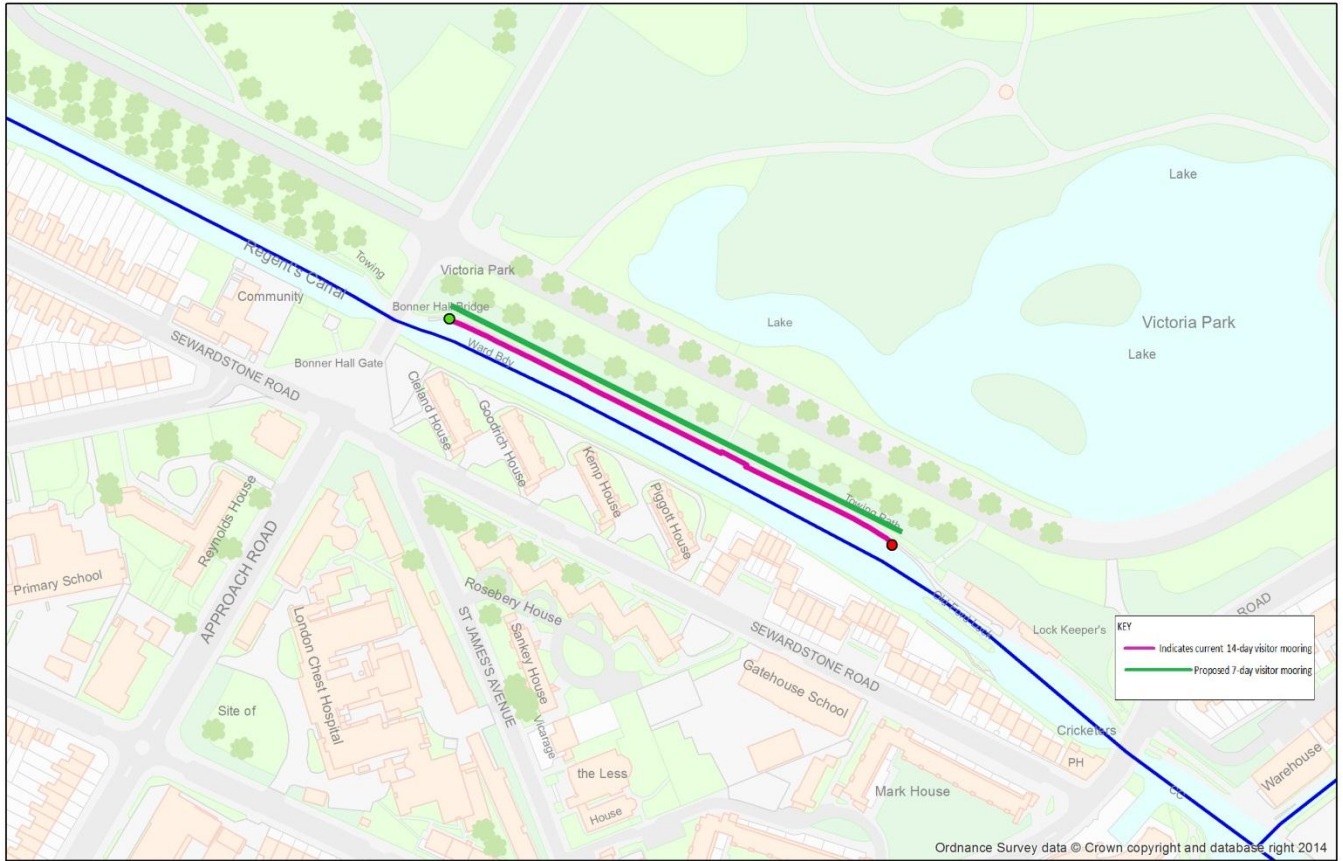 Lake
Victoria Park
Lake
Lake
Victoria Park
Towing
Regent's Canal
Community
Bonner Hall Bridge
Ward Bdy
Bonner Hall Gate
SEWARDSTONE ROAD
Cleland House
Goodrich House
Kemp House
Piggott House
Towing Path
Reynolds House
APPROACH ROAD
Primary School
London Chest Hospital
Site of
Rosebery House
ST JAMES'S AVENUE
Sankey House
Vicarage
the Less
House
SEWARDSTONE ROAD
Gatehouse School
Old Ford Lock
Lock Keeper's
ROAD
KEY
Indicates current 14-day visitor mooring
Proposed 7-day visitor mooring
Cricketers
PH
Mark House
Warehouse
Ordnance Survey data © Crown copyright and database right 2014